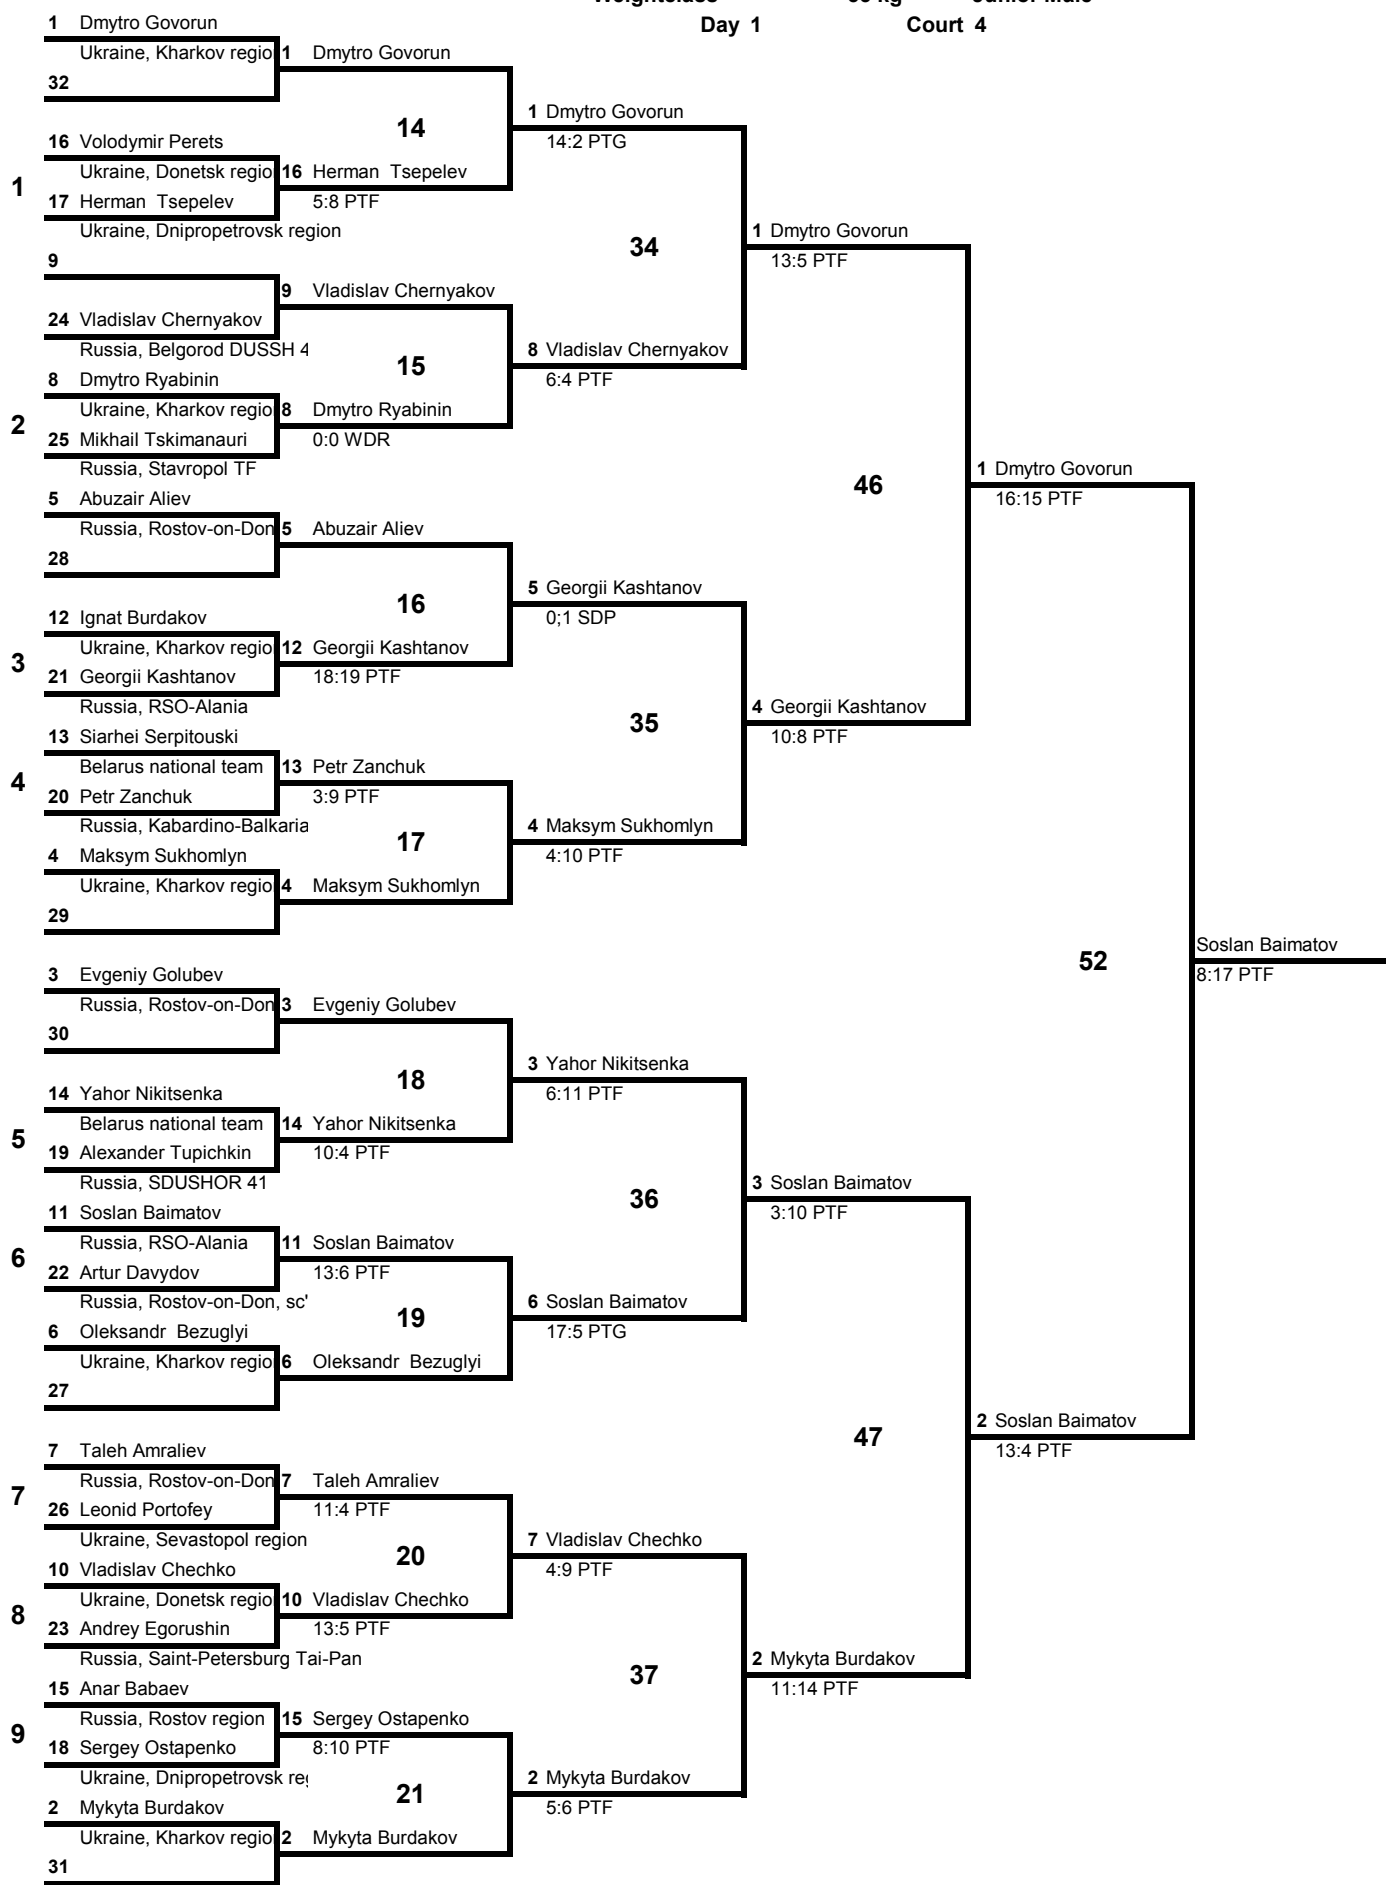 Day 1 Court 4
1 Dmytro Govorun
Ukraine, Kharkov regio
1 Dmytro Govorun
32
14
1 Dmytro Govorun
14:2 PTG
16 Volodymir Perets
Ukraine, Donetsk regio
16 Herman Tsepelev
1
17 Herman Tsepelev
5:8 PTF
Ukraine, Dnipropetrovsk region
34
1 Dmytro Govorun
13:5 PTF
9
9 Vladislav Chernyakov
24 Vladislav Chernyakov
Russia, Belgorod DUSSH 4
15
8 Vladislav Chernyakov
6:4 PTF
8 Dmytro Ryabinin
Ukraine, Kharkov regio
8 Dmytro Ryabinin
2
25 Mikhail Tskimanauri
0:0 WDR
Russia, Stavropol TF
46
1 Dmytro Govorun
16:15 PTF
5 Abuzair Aliev
Russia, Rostov-on-Don
5 Abuzair Aliev
28
16
5 Georgii Kashtanov
0;1 SDP
12 Ignat Burdakov
Ukraine, Kharkov regio
12 Georgii Kashtanov
3
21 Georgii Kashtanov
18:19 PTF
Russia, RSO-Alania
35
4 Georgii Kashtanov
10:8 PTF
13 Siarhei Serpitouski
Belarus national team
13 Petr Zanchuk
4
20 Petr Zanchuk
3:9 PTF
Russia, Kabardino-Balkaria
17
4 Maksym Sukhomlyn
4:10 PTF
4 Maksym Sukhomlyn
Ukraine, Kharkov regio
4 Maksym Sukhomlyn
29
52
Soslan Baimatov
8:17 PTF
3 Evgeniy Golubev
Russia, Rostov-on-Don
3 Evgeniy Golubev
30
18
3 Yahor Nikitsenka
6:11 PTF
14 Yahor Nikitsenka
Belarus national team
14 Yahor Nikitsenka
5
19 Alexander Tupichkin
10:4 PTF
Russia, SDUSHOR 41
36
3 Soslan Baimatov
3:10 PTF
11 Soslan Baimatov
Russia, RSO-Alania
11 Soslan Baimatov
6
22 Artur Davydov
13:6 PTF
Russia, Rostov-on-Don, sc'
19
6 Soslan Baimatov
17:5 PTG
6 Oleksandr Bezuglyi
Ukraine, Kharkov regio
6 Oleksandr Bezuglyi
27
47
2 Soslan Baimatov
13:4 PTF
7 Taleh Amraliev
Russia, Rostov-on-Don
7 Taleh Amraliev
7
26 Leonid Portofey
11:4 PTF
Ukraine, Sevastopol region
20
7 Vladislav Chechko
4:9 PTF
10 Vladislav Chechko
Ukraine, Donetsk regio
10 Vladislav Chechko
8
23 Andrey Egorushin
13:5 PTF
Russia, Saint-Petersburg Tai-Pan
37
2 Mykyta Burdakov
11:14 PTF
15 Anar Babaev
Russia, Rostov region
15 Sergey Ostapenko
9
18 Sergey Ostapenko
8:10 PTF
Ukraine, Dnipropetrovsk reg
21
2 Mykyta Burdakov
5:6 PTF
2 Mykyta Burdakov
Ukraine, Kharkov regio
2 Mykyta Burdakov
31